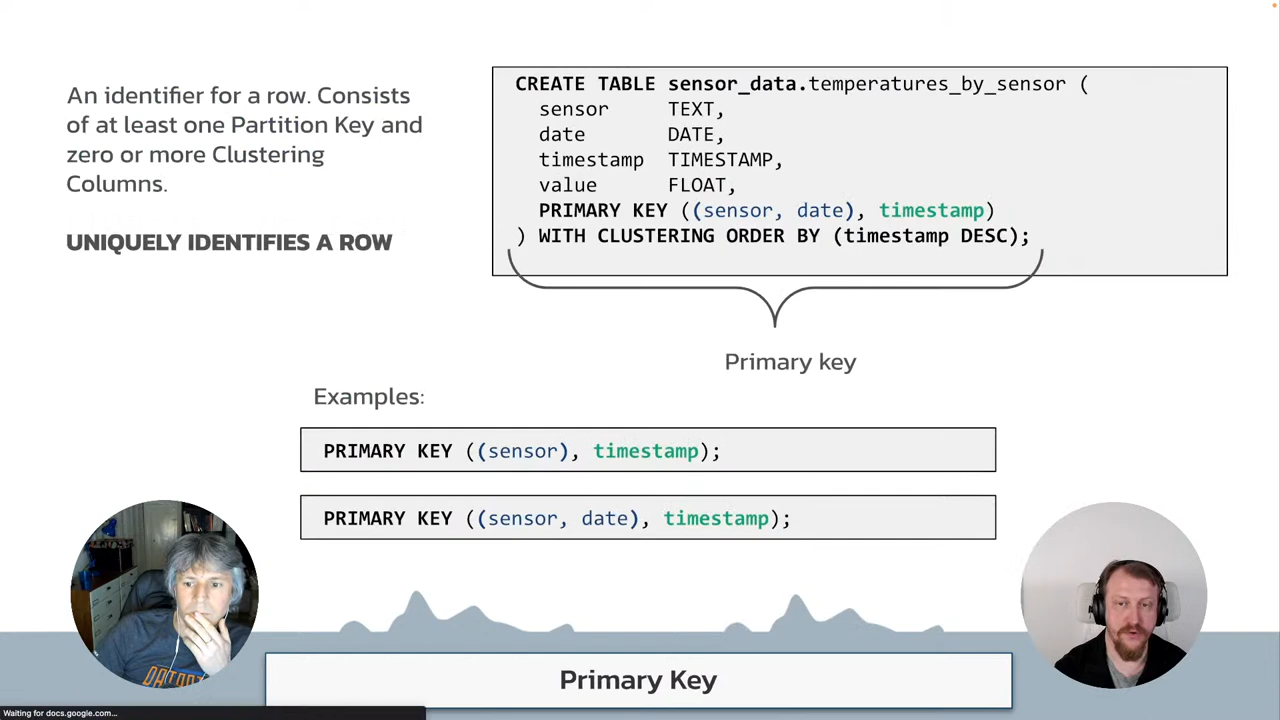 An identifier for a row. Consists
of at least one Partition Key and
zero or more Clustering
Columns.
UNIQUELY IDENTIFIES A ROW
CREATE TABLE sensor_data.temperatures_by_sensor (
sensor TEXT,
date DATE,
timestamp TIMESTAMP,
value FLOAT,
PRIMARY KEY ((sensor, date), timestamp)
) WITH CLUSTERING ORDER BY (timestamp DESC);
Primary key
Examples:
PRIMARY KEY ((sensor), timestamp);
PRIMARY KEY ((sensor, date), timestamp);
Primary Key
Waiting for docs.google.com...